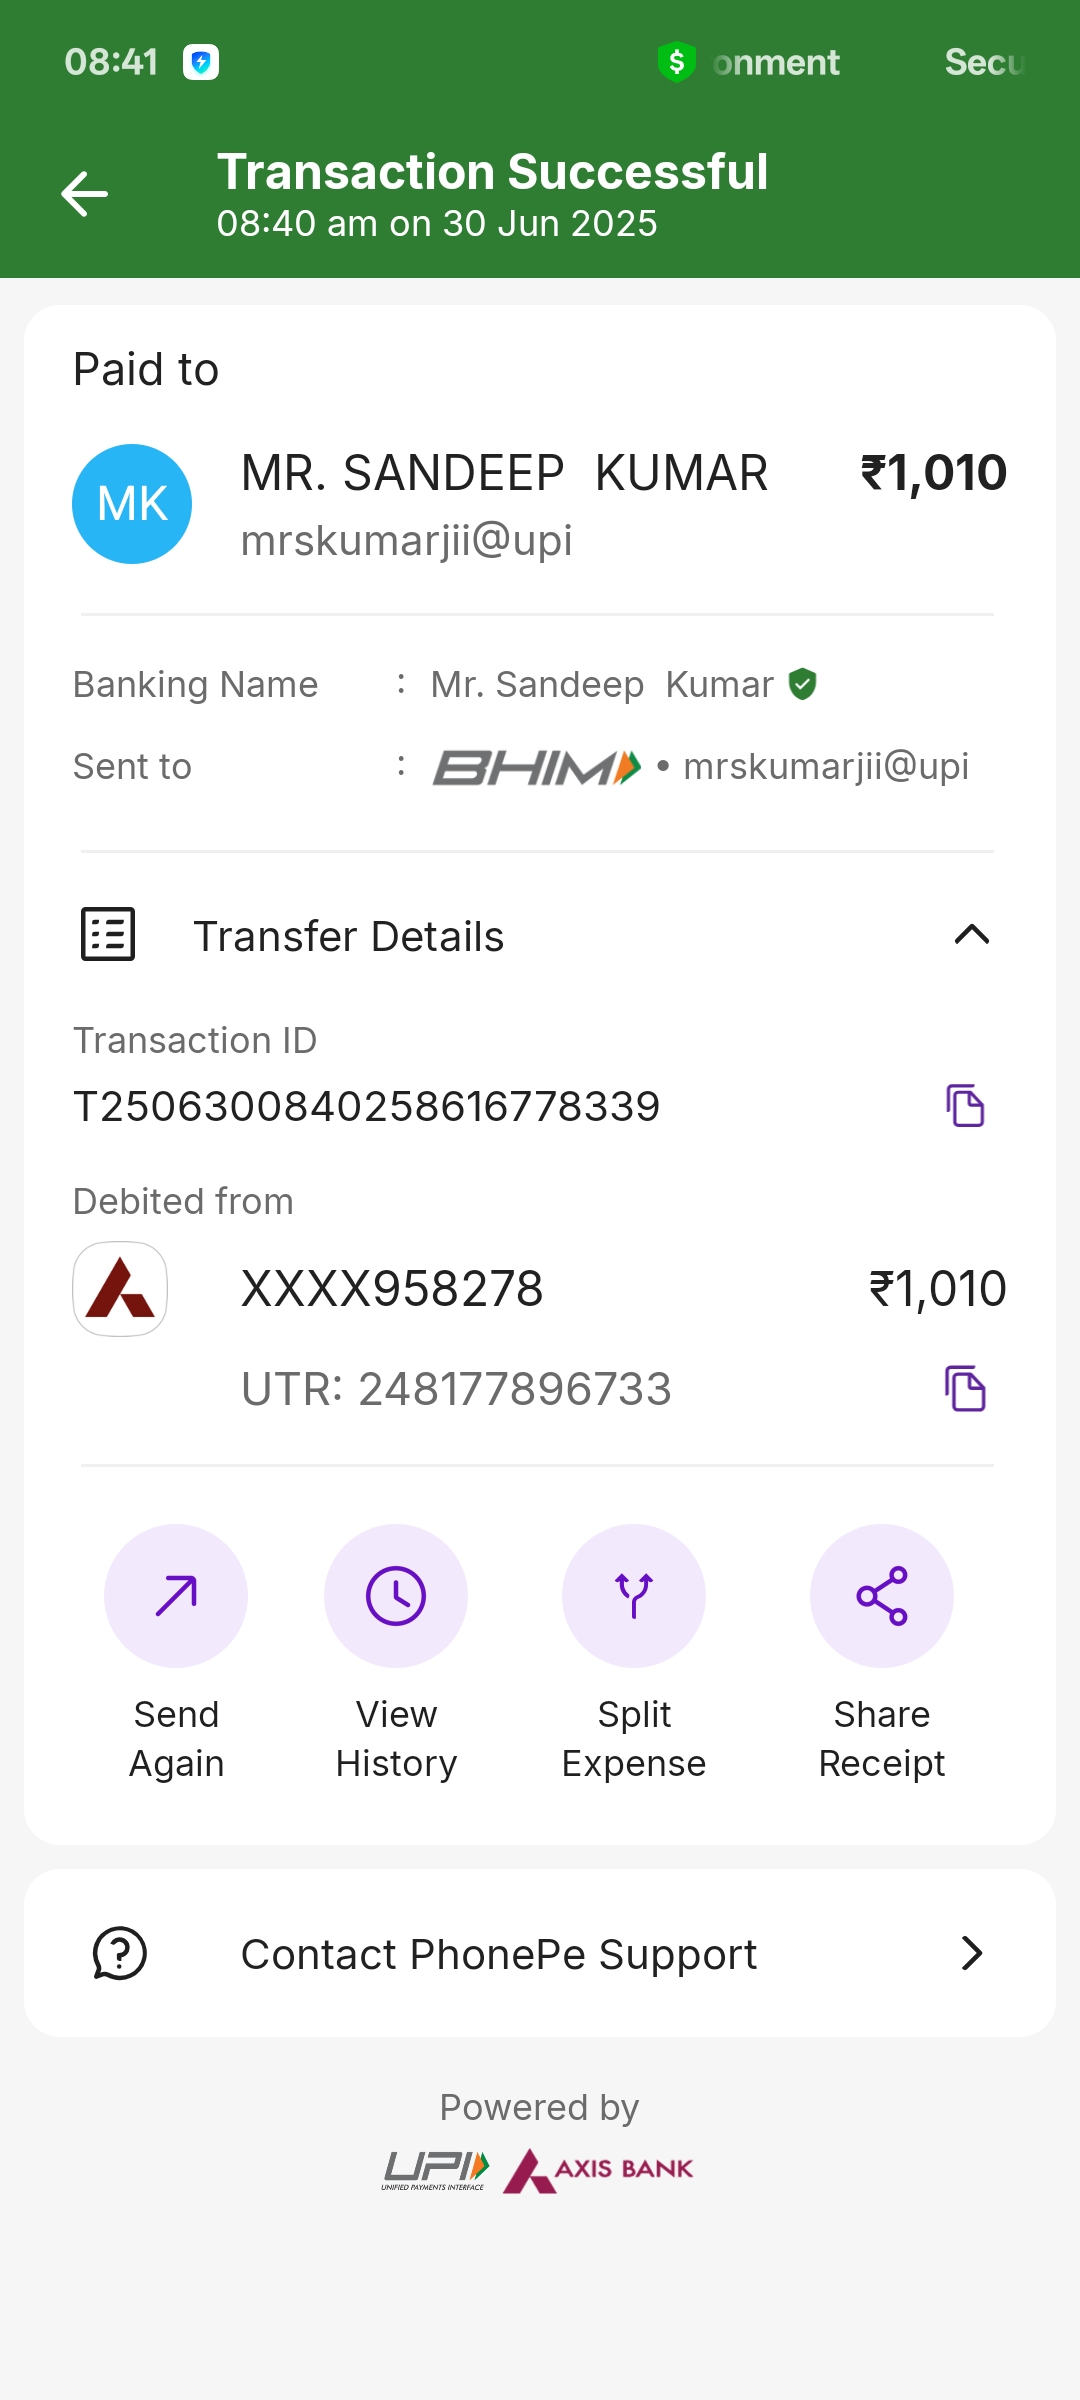 08:41 $ onment Secu
Transaction Successful
08:40 am on 30 Jun 2025
Paid to
MK MR. SANDEEP  KUMAR ₹1,010
mrskumarjii@upi
Banking Name : Mr. Sandeep  Kumar
Sent to : BHIM • mrskumarjii@upi
Transfer Details
Transaction ID
T2506300840258616778339
Debited from
XXXX958278 ₹1,010
UTR: 248177896733
Send Again
View History
Split Expense
Share Receipt
Contact PhonePe Support
Powered by
UPI AXIS BANK
UNIFIED PAYMENTS INTERFACE